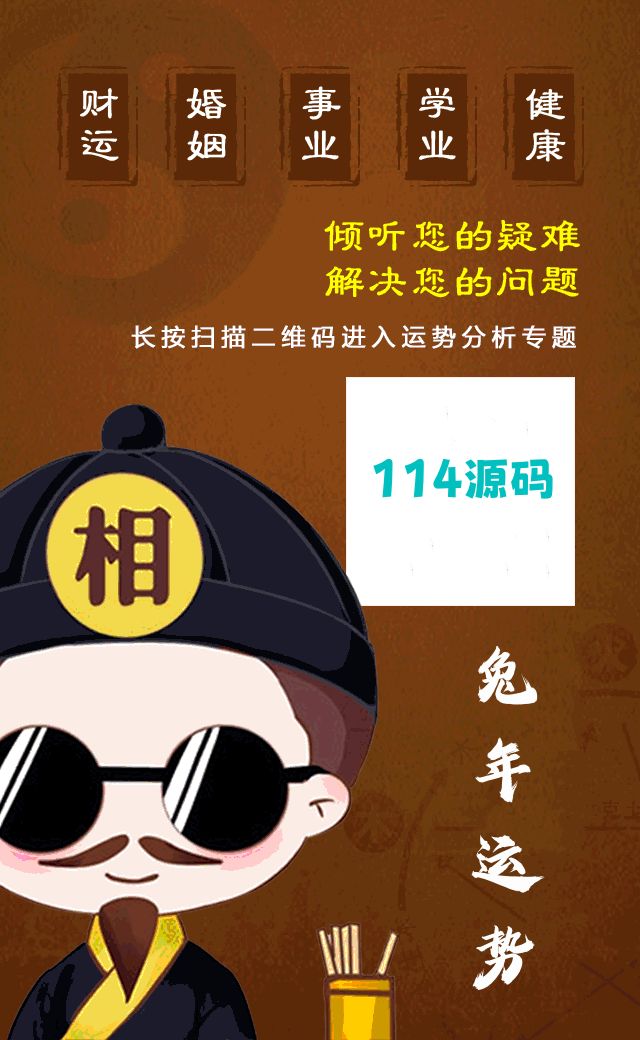 财运
婚姻
事业
学业
健康
倾听您的疑难
解决您的问题
长按扫描二维码进入运势分析专题
114源码
相
兔年运势